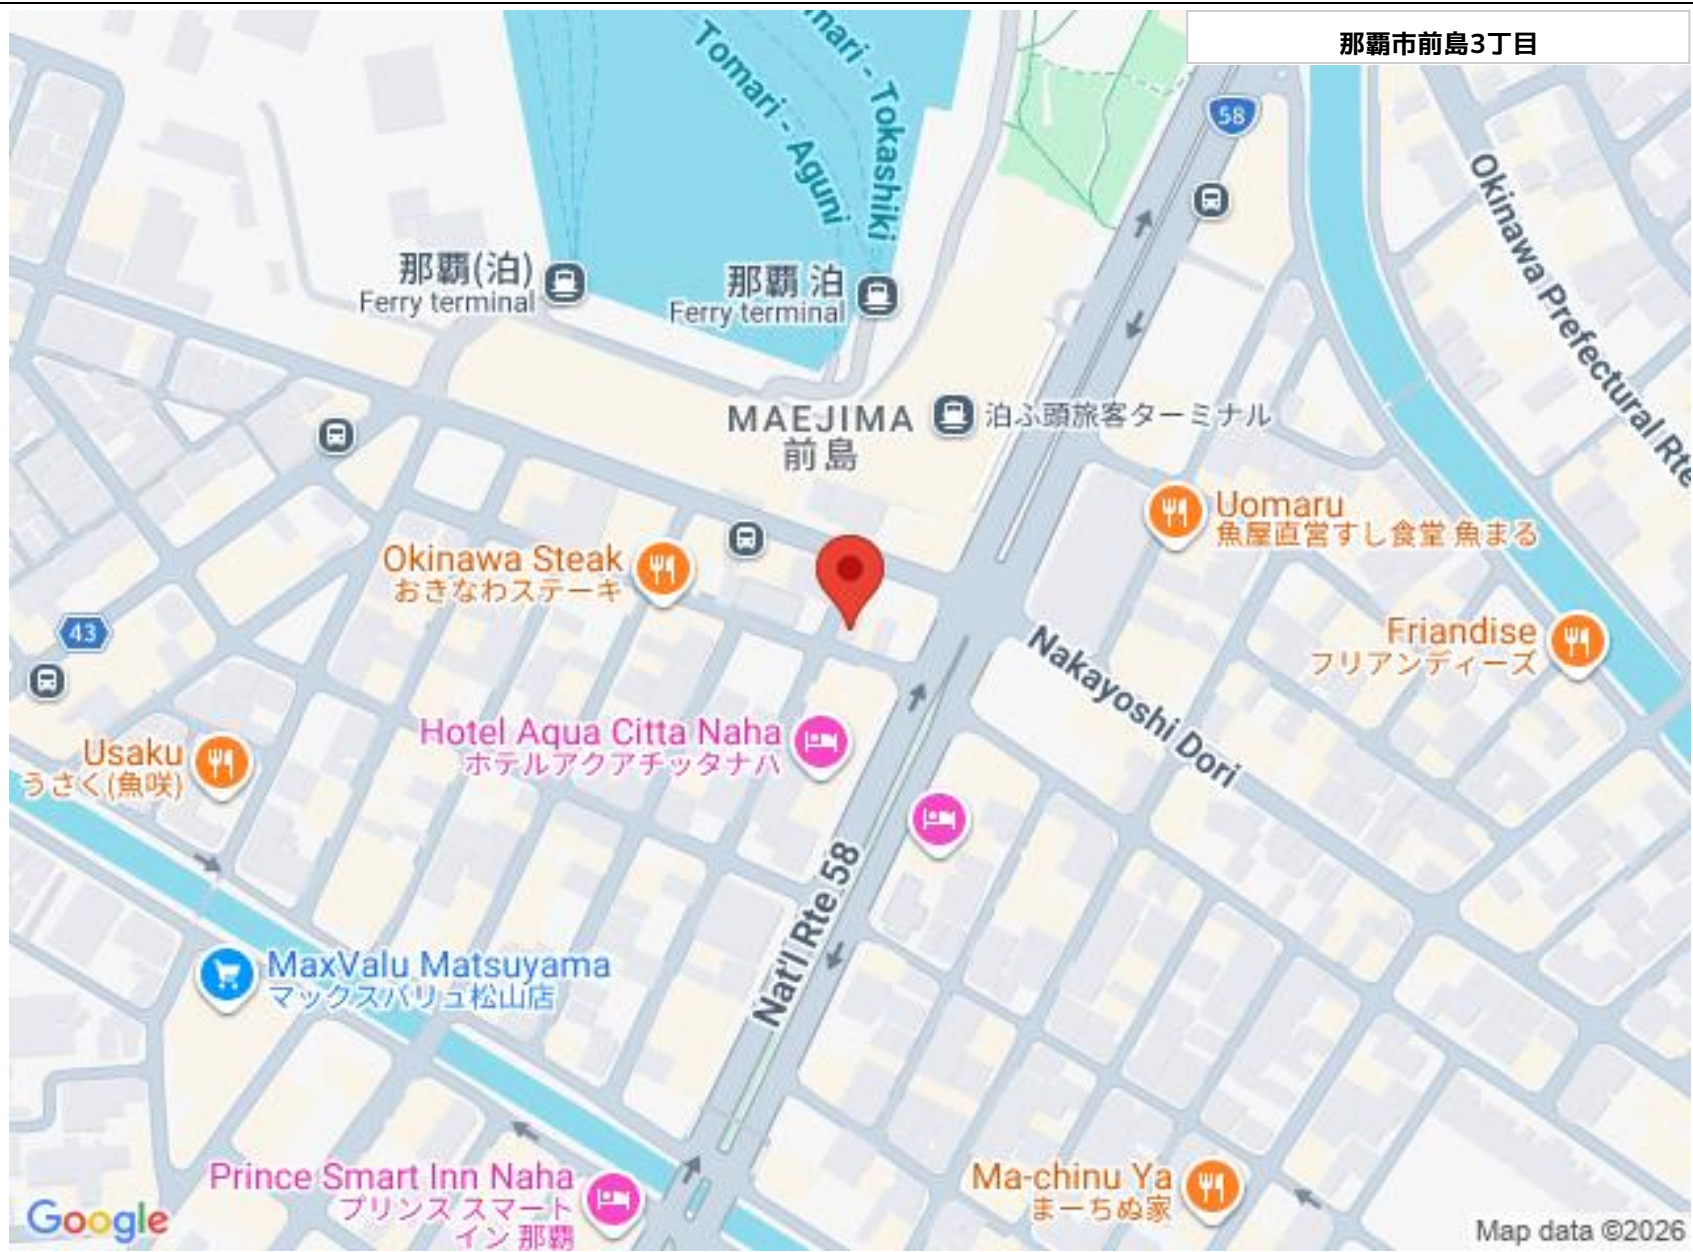 那覇市前島3丁目
Tomari - Tokashiki
Tomari - Aguni
58
Okinawa Prefectural Rte
那覇(泊)
Ferry terminal
那覇 泊
Ferry terminal
MAEJIMA
前島
泊ふ頭旅客ターミナル
Uomaru
魚屋直営すし食堂 魚まる
Okinawa Steak
おきなわステーキ
43
Nakayoshi Dori
Friandise
フリアンディーズ
Hotel Aqua Citta Naha
ホテルアクアチッタナハ
Usaku
うさく(魚咲)
Nat'l Rte 58
MaxValu Matsuyama
マックスバリュ松山店
Prince Smart Inn Naha
プリンス スマート
イン 那覇
Ma-chinu Ya
まーちぬ家
Google
Map data ©2026